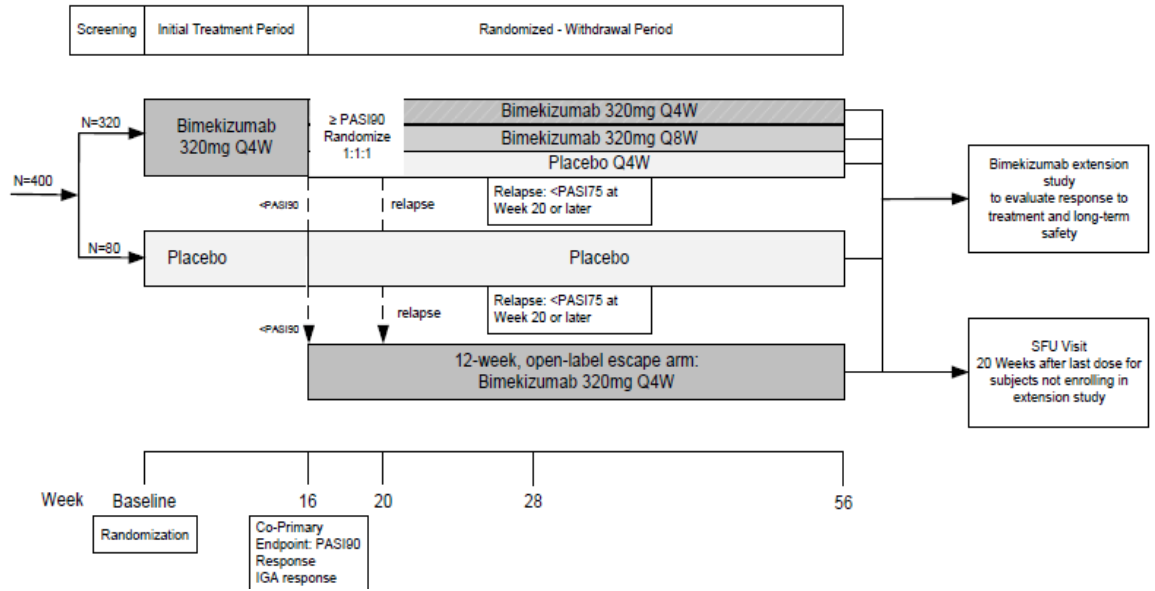 Screening
Initial Treatment Period
Randomized - Withdrawal Period
N=400
N=320
Bimekizumab
320mg Q4W
≥ PASI90
Randomize
1:1:1
Bimekizumab 320mg Q4W
Bimekizumab 320mg Q8W
Placebo Q4W
<PASI90
relapse
Relapse: <PASI75 at
Week 20 or later
N=80
Placebo
Placebo
<PASI90
relapse
Relapse: <PASI75 at
Week 20 or later
12-week, open-label escape arm:
Bimekizumab 320mg Q4W
Bimekizumab extension
study
to evaluate response to
treatment and long-term
safety
SFU Visit
20 Weeks after last dose for
subjects not enrolling in
extension study
Week
Baseline
16
20
28
56
Randomization
Co-Primary
Endpoint: PASI90
Response
IGA response